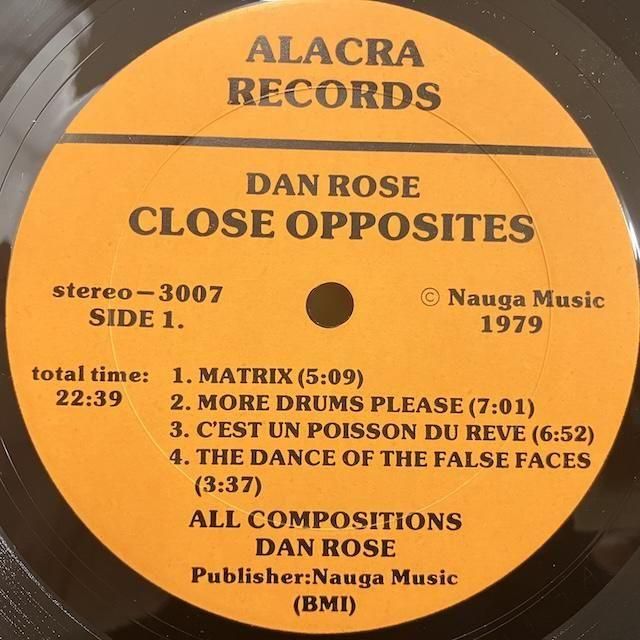 ALACRA
RECORDS
DAN ROSE
CLOSE OPPOSITES
stereo—3007
SIDE 1.
© Nauga Music
1979
total time:
22:39
1. MATRIX (5:09)
2. MORE DRUMS PLEASE (7:01)
3. C'EST UN POISSON DU REVE (6:52)
4. THE DANCE OF THE FALSE FACES
(3:37)
ALL COMPOSITIONS
DAN ROSE
Publisher:Nauga Music
(BMI)